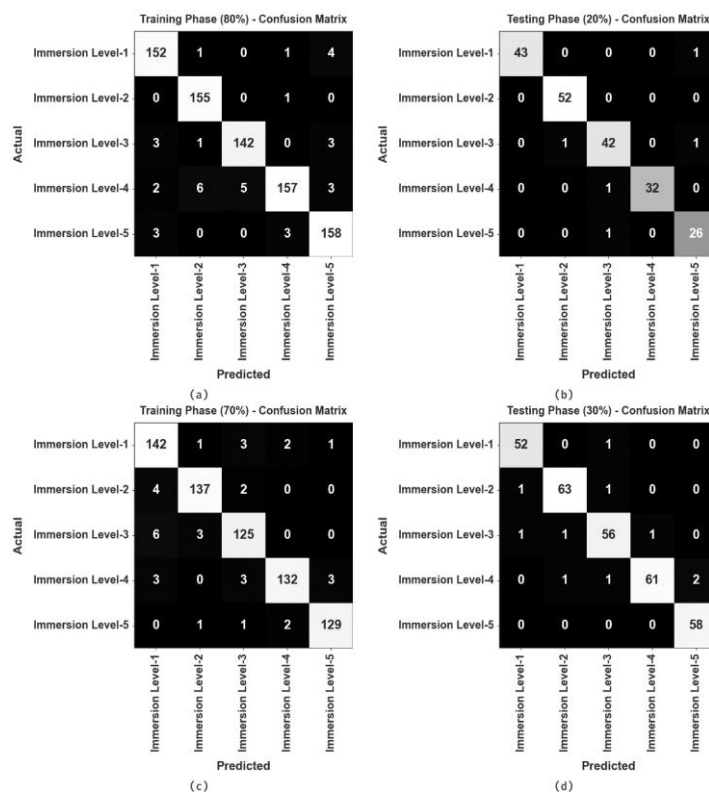 Training Phase (80%) - Confusion Matrix
Immersion Level-1 152 1 0 1 4
Immersion Level-2 0 155 0 1 0
Immersion Level-3 3 1 142 0 3
Immersion Level-4 2 6 5 157 3
Immersion Level-5 3 0 0 3 158
Actual
Immersion Level-1
Immersion Level-2
Immersion Level-3
Immersion Level-4
Immersion Level-5
Predicted
(a)
Testing Phase (20%) - Confusion Matrix
Immersion Level-1 43 0 0 0 1
Immersion Level-2 0 52 0 0 0
Immersion Level-3 0 1 42 0 1
Immersion Level-4 0 0 1 32 0
Immersion Level-5 0 0 1 0 26
Actual
Immersion Level-1
Immersion Level-2
Immersion Level-3
Immersion Level-4
Immersion Level-5
Predicted
(b)
Training Phase (70%) - Confusion Matrix
Immersion Level-1 142 1 3 2 1
Immersion Level-2 4 137 2 0 0
Immersion Level-3 6 3 125 0 0
Immersion Level-4 3 0 3 132 3
Immersion Level-5 0 1 1 2 129
Actual
Immersion Level-1
Immersion Level-2
Immersion Level-3
Immersion Level-4
Immersion Level-5
Predicted
(c)
Testing Phase (30%) - Confusion Matrix
Immersion Level-1 52 0 1 0 0
Immersion Level-2 1 63 1 0 0
Immersion Level-3 1 1 56 1 0
Immersion Level-4 0 1 1 61 2
Immersion Level-5 0 0 0 0 58
Actual
Immersion Level-1
Immersion Level-2
Immersion Level-3
Immersion Level-4
Immersion Level-5
Predicted
(d)